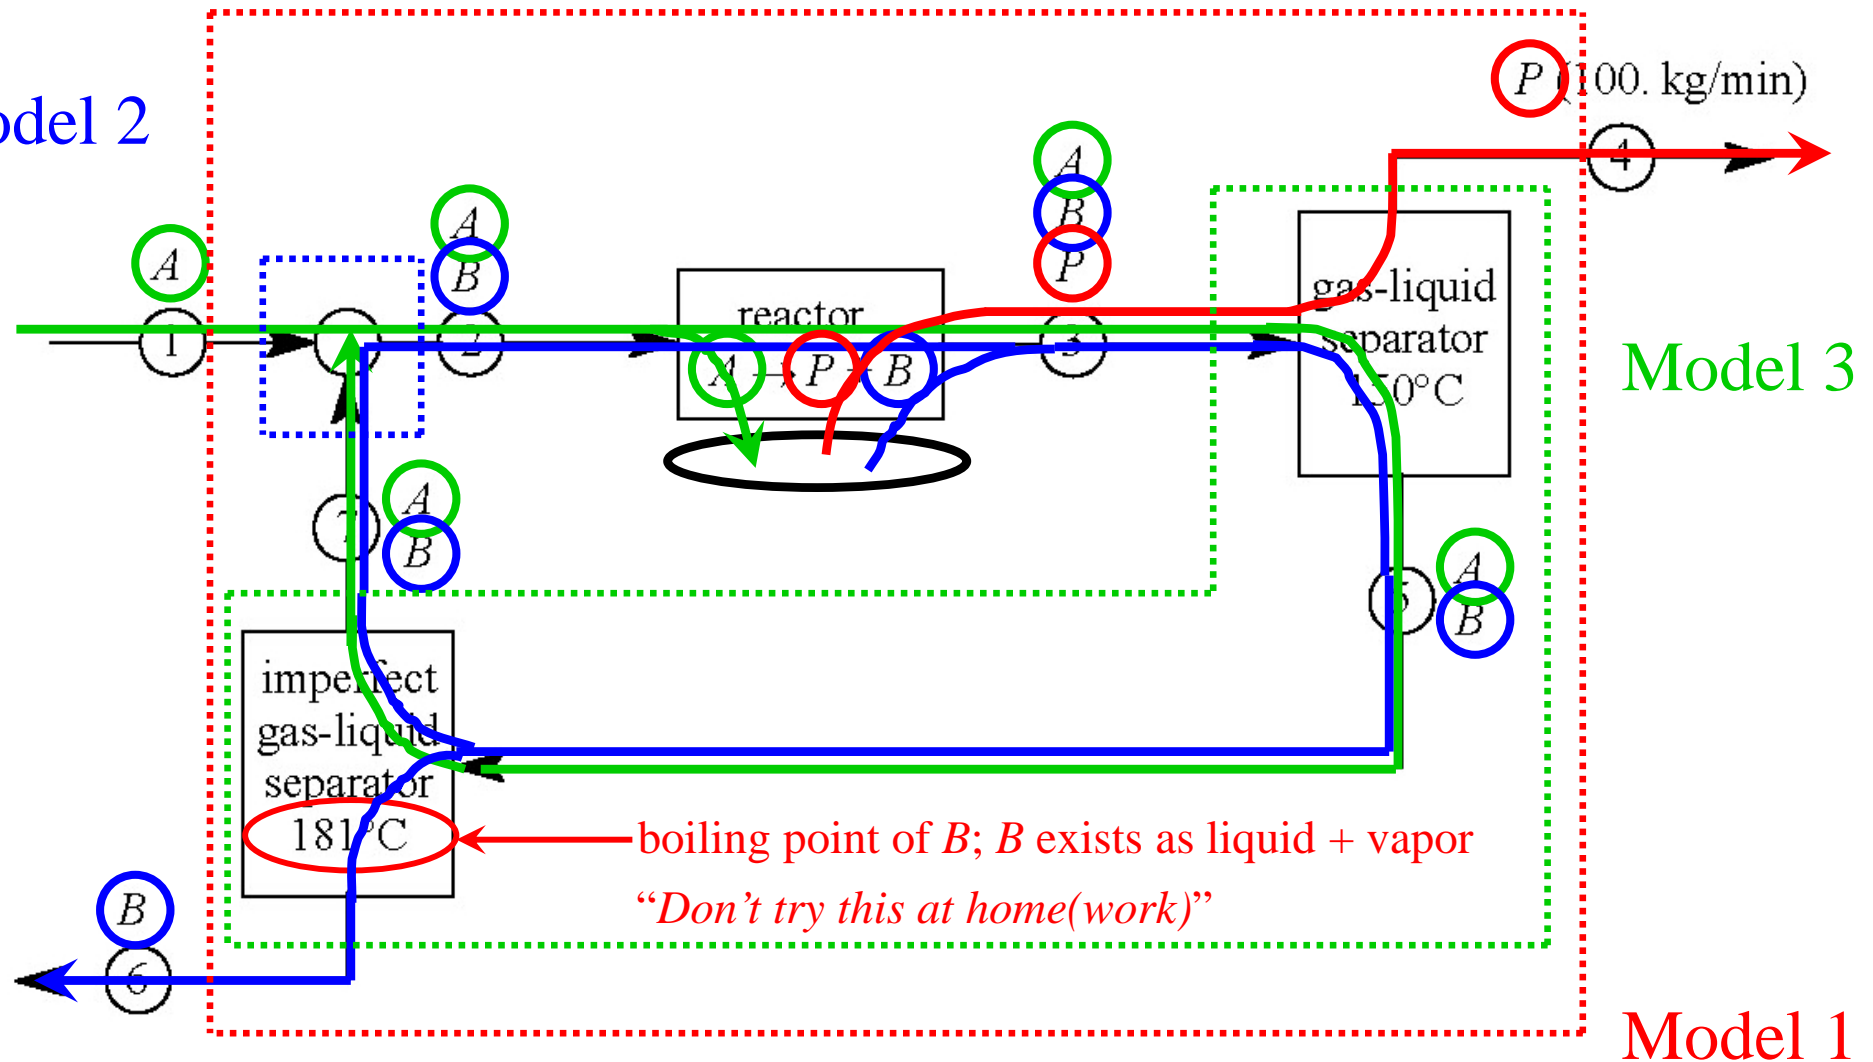 P (100. kg/min)
odel 2
4
A
B
P
A
B
A
1
2
reactor
A → P + B
3
gas-liquid
separator
150°C
Model 3
7
A
B
5
A
B
imperfect
gas-liquid
separator
181°C
boiling point of B; B exists as liquid + vapor
“Don’t try this at home(work)”
B
6
Model 1